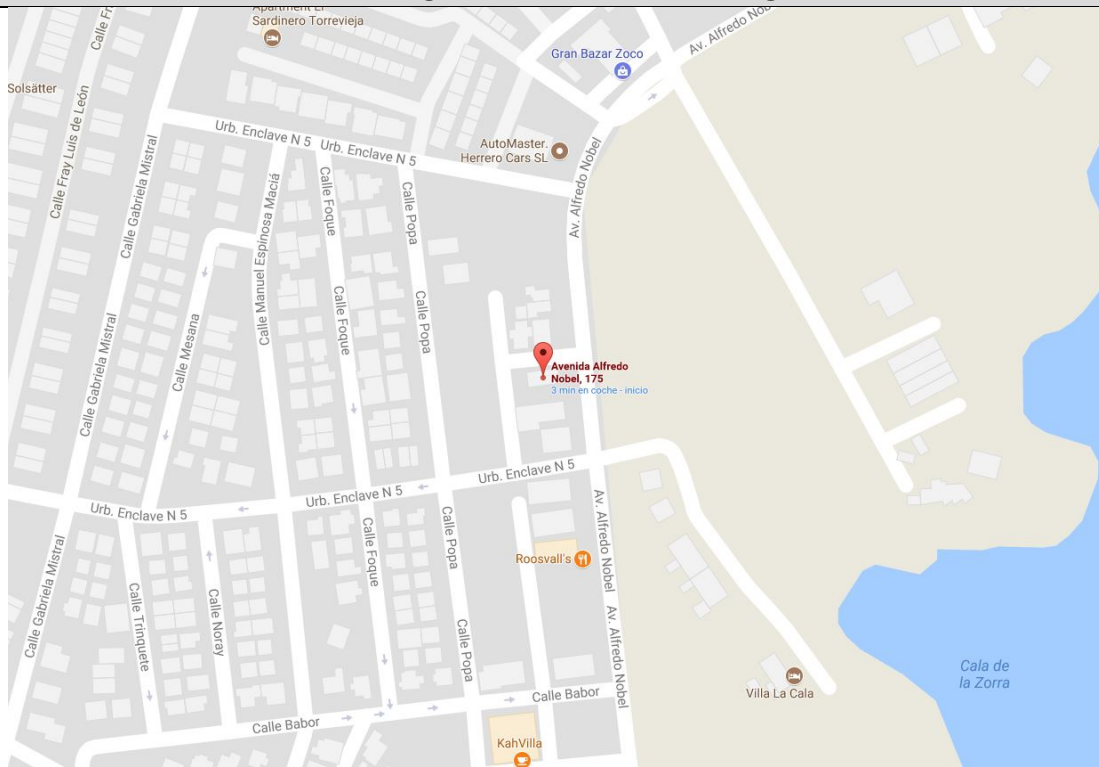 Sardinero Torrevieja
Calle Fr
Solsätter
Calle Fray Luis de León
Gran Bazar Zoco
Av. Alfredo Nobel
AutoMaster.
Herrero Cars SL
Urb. Enclave N 5
Urb. Enclave N 5
Calle Gabriela Mistral
Calle Manuel Espinosa Maciá
Calle Foque
Calle Popa
Av. Alfredo Nobel
Calle Mesana
Calle Gabriela Mistral
Calle Foque
Calle Popa
Avenida Alfredo
Nobel, 175
3 min en coche - inicio
Urb. Enclave N 5
Urb. Enclave N 5
Urb. Enclave N 5
Calle Gabriela Mistral
Calle Trinquete
Calle Noray
Calle Foque
Calle Popa
Roosvall's
Av. Alfredo Nobel
Calle Popa
Av. Alfredo Nobel
Cala de
la Zorra
Villa La Cala
Calle Babor
Calle Babor
KahVilla